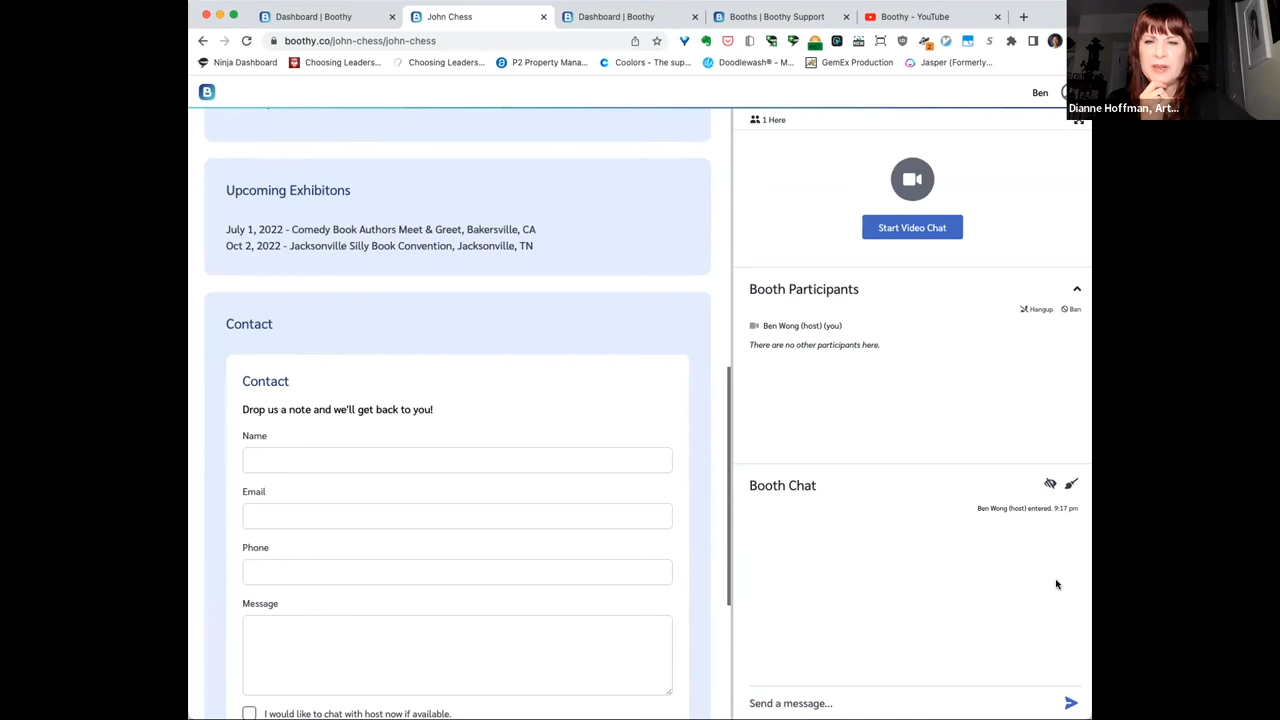 Dashboard | Boothy
John Chess
Dashboard | Boothy
Booths | Boothy Support
Boothy - YouTube
boothy.co/john-chess/john-chess
Ninja Dashboard
Choosing Leaders...
Choosing Leaders...
P2 Property Mana...
Coolors - The sup...
Doodlewash® - M...
GemEx Production
Jasper (Formerly...
Dianne Hoffman, Art...
B
Ben
1 Here
Upcoming Exhibitons
July 1, 2022 - Comedy Book Authors Meet & Greet, Bakersville, CA
Oct 2, 2022 - Jacksonville Silly Book Convention, Jacksonville, TN
Contact
Contact
Drop us a note and we'll get back to you!
Name
Email
Phone
Message
I would like to chat with host now if available.
Start Video Chat
Booth Participants
Hangup
Ban
Ben Wong (host) (you)
There are no other participants here.
Booth Chat
Ben Wong (host) entered, 9:17 pm
Send a message...